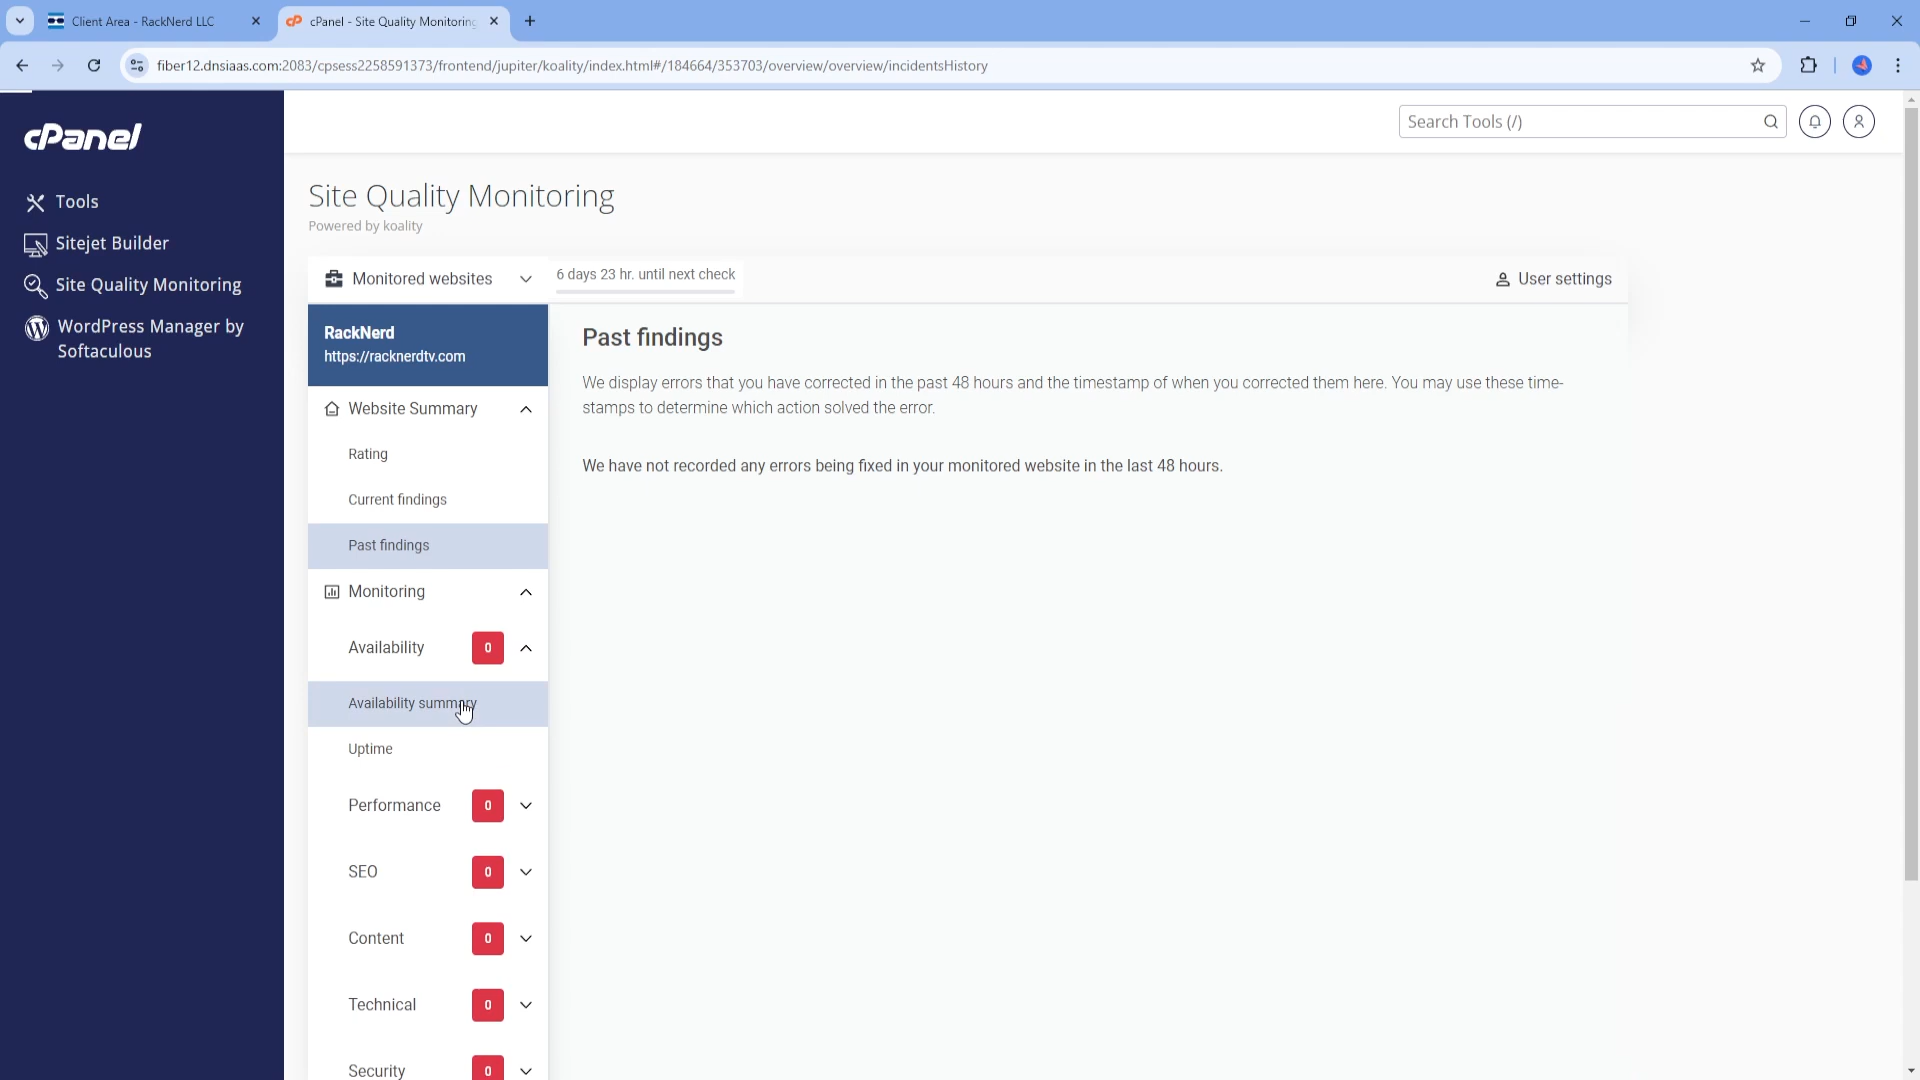 Client Area - RackNerd LLC
cPanel - Site Quality Monitoring
fiber12.dnsiaas.com:2083/cpsess2258591373/frontend/jupiter/koality/index.html#/184664/353703/overview/overview/incidentsHistory
cPanel
Search Tools (/)
Tools
Sitejet Builder
Site Quality Monitoring
WordPress Manager by
Softaculous
Site Quality Monitoring
Powered by koality
Monitored websites
6 days 23 hr. until next check
User settings
RackNerd
https://racknerdtv.com
Website Summary
Rating
Current findings
Past findings
Monitoring
Availability 0
Availability summary
Uptime
Performance 0
SEO 0
Content 0
Technical 0
Security 0
Past findings
We display errors that you have corrected in the past 48 hours and the timestamp of when you corrected them here. You may use these time-
stamps to determine which action solved the error.
We have not recorded any errors being fixed in your monitored website in the last 48 hours.